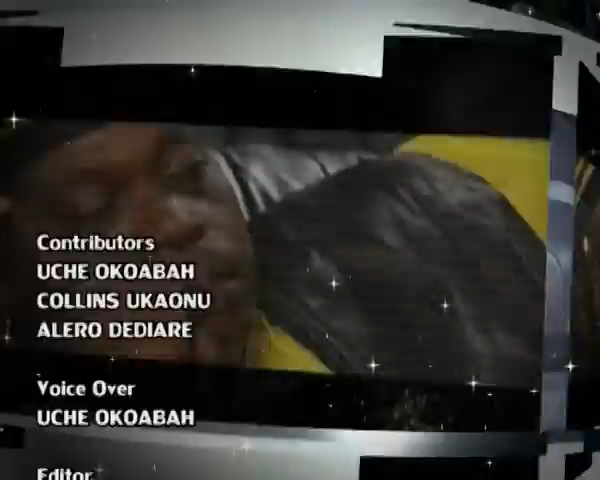 Contributors
UCHE OKOABAH
COLLINS UKAONU
ALERO DEDIARE
Voice Over
UCHE OKOABAH
Editor